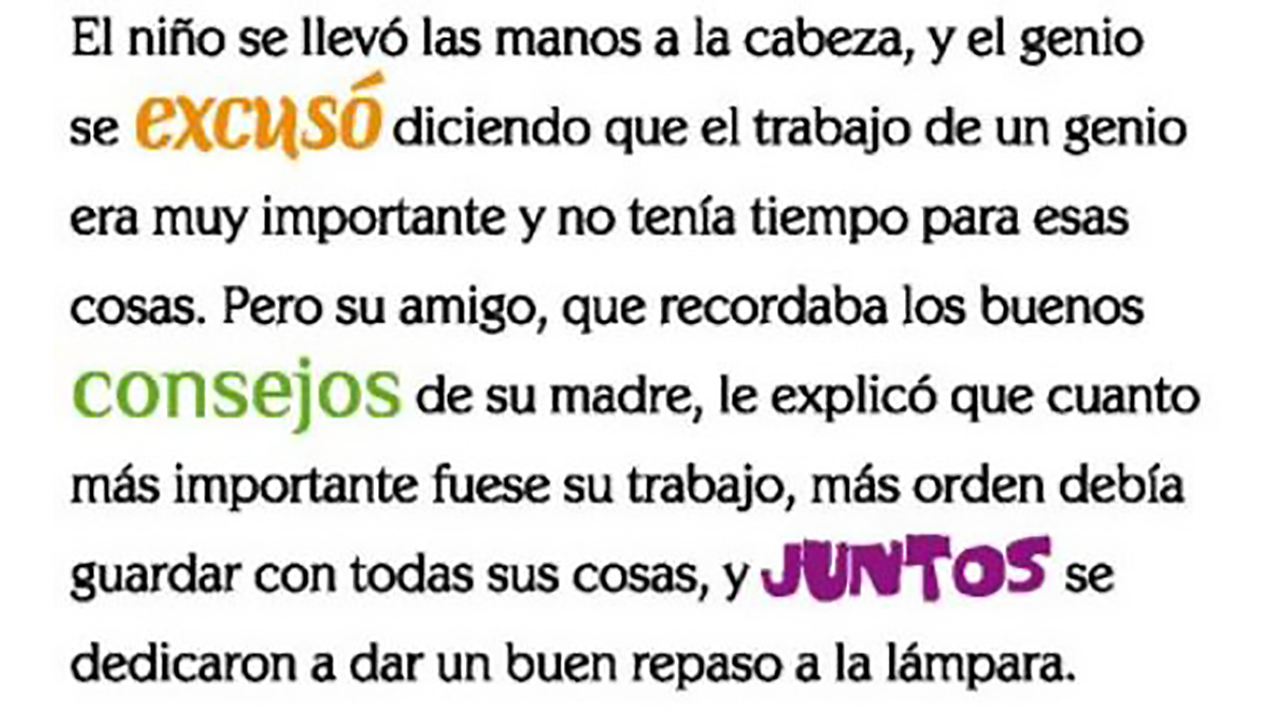 El niño se llevó las manos a la cabeza, y el genio
se excusó diciendo que el trabajo de un genio
era muy importante y no tenía tiempo para esas
cosas. Pero su amigo, que recordaba los buenos
consejos de su madre, le explicó que cuanto
más importante fuese su trabajo, más orden debía
guardar con todas sus cosas, y JUNTOS se
dedicaron a dar un buen repaso a la lámpara.